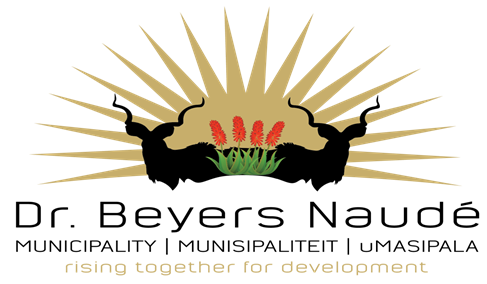 Dr. Beyers Naudé
MUNICIPALITY | MUNISIPALITEIT | uMASIPALA
rising together for development